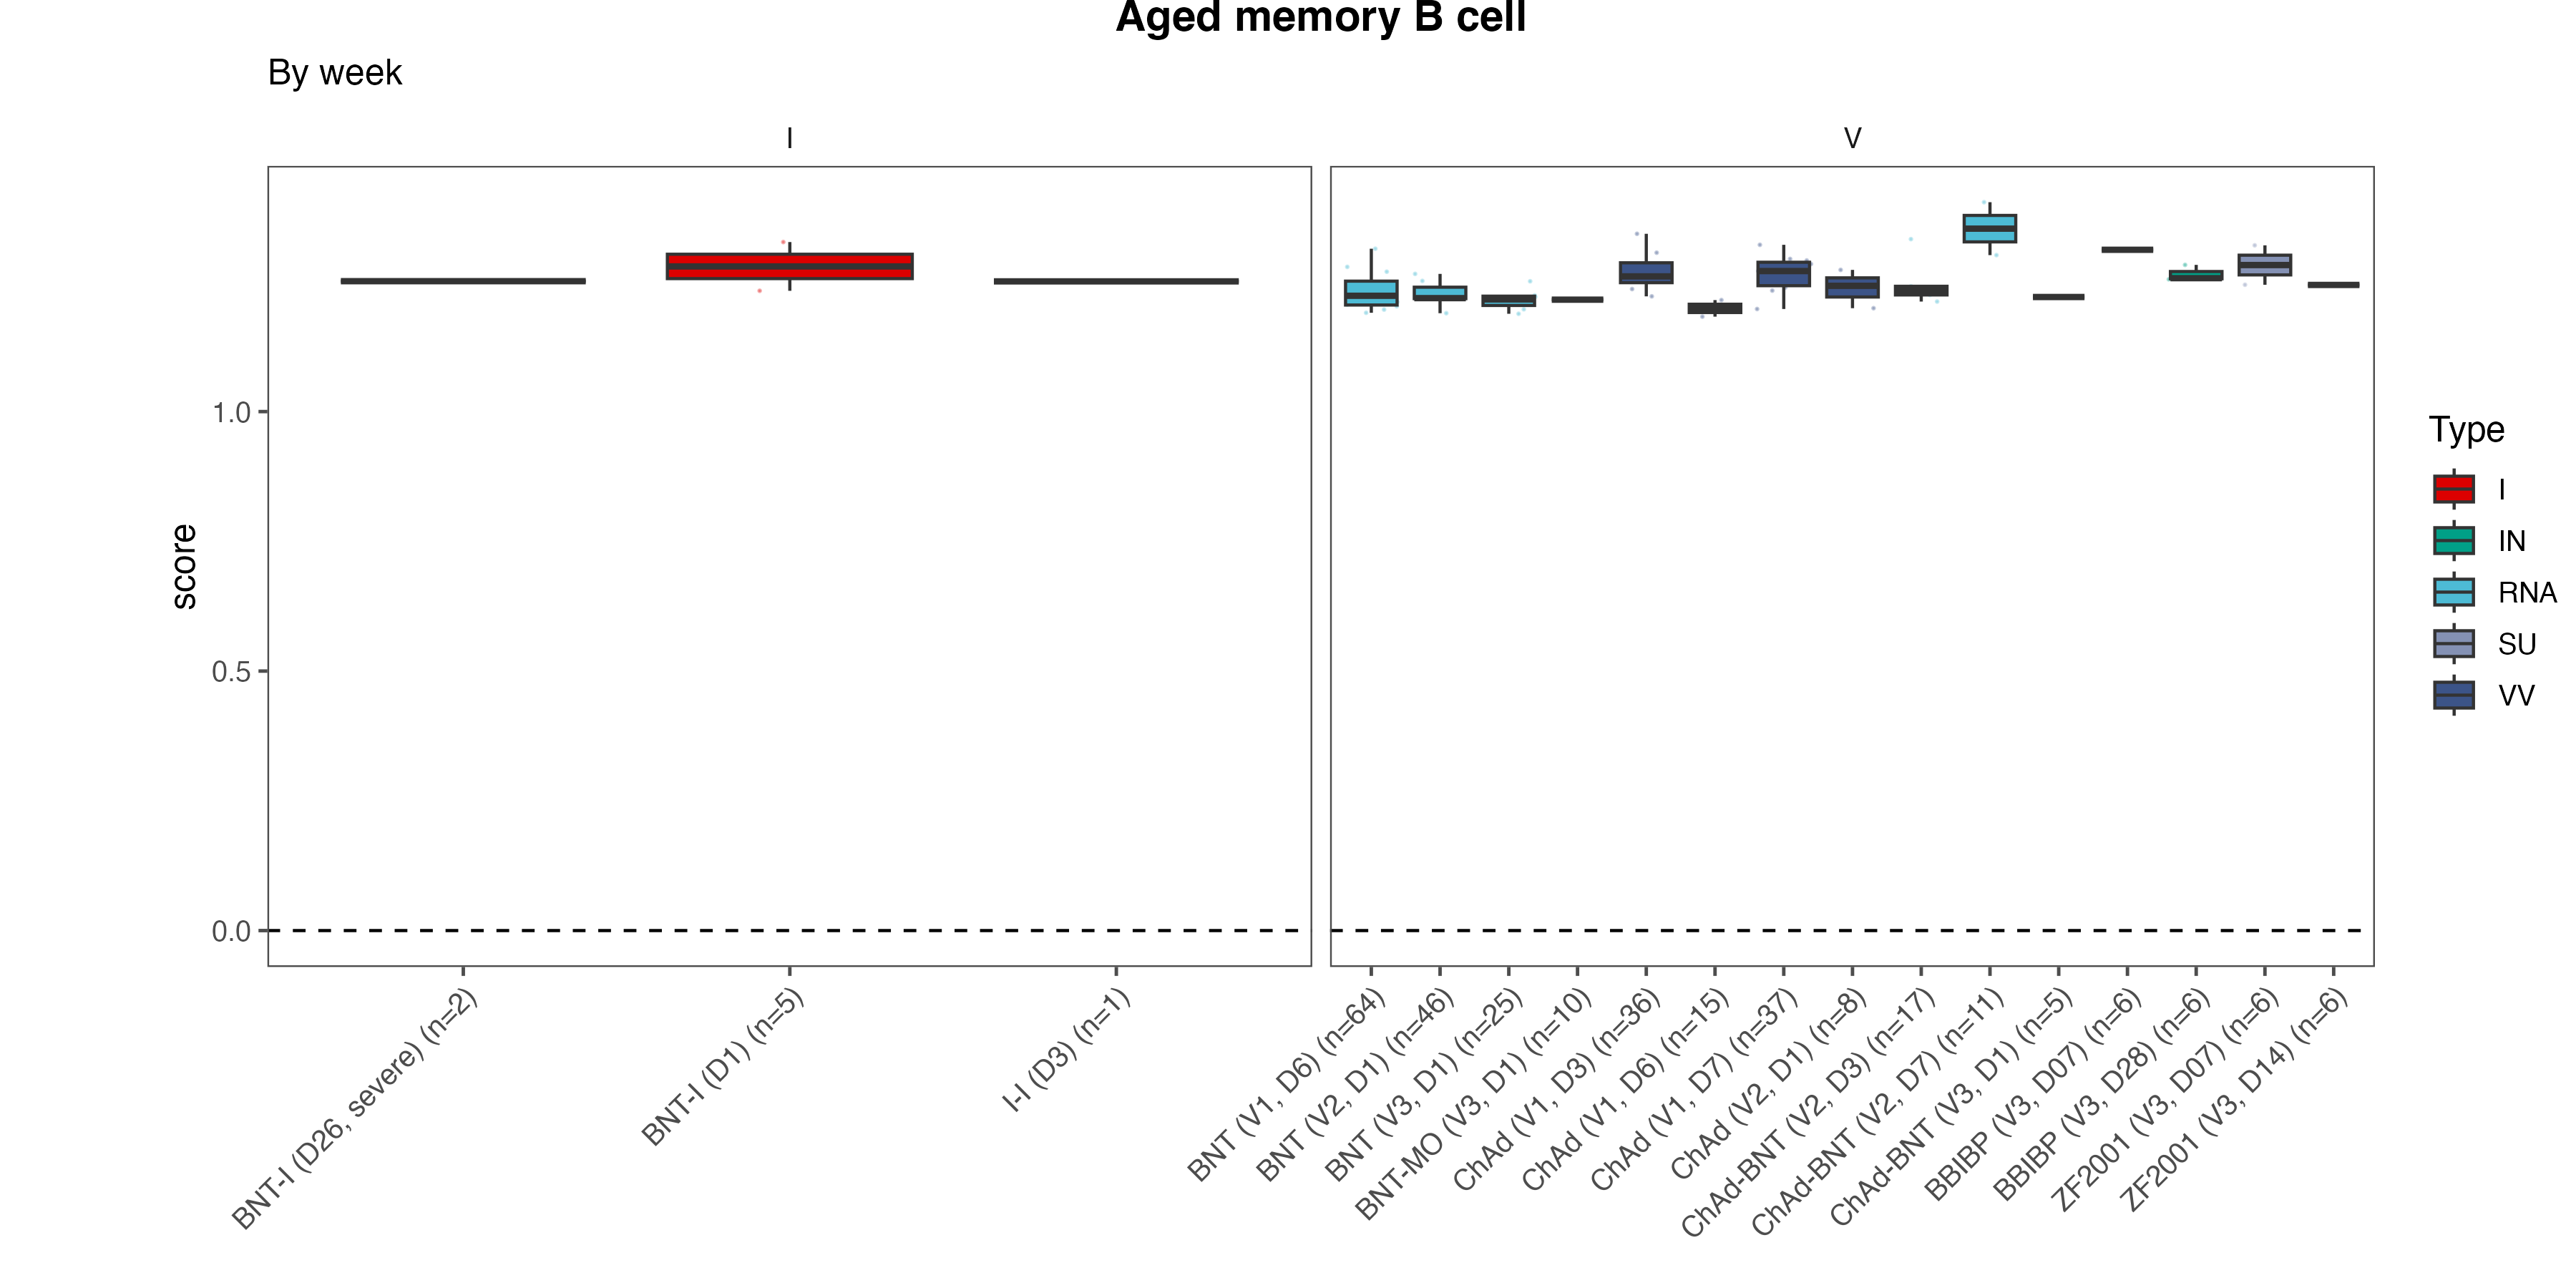 Aged memory B cell
By week
I
V
score
1.0
0.5
0.0
BNT-I (D26, severe) (n=2)
BNT-I (D1) (n=5)
I-I (D3) (n=1)
BNT (V1, D6) (n=64)
BNT (V2, D1) (n=46)
BNT (V3, D1) (n=25)
BNT-MO (V3, D1) (n=10)
ChAd (V1, D3) (n=36)
ChAd (V1, D6) (n=15)
ChAd (V1, D7) (n=37)
ChAd (V2, D1) (n=8)
ChAd-BNT (V2, D3) (n=17)
ChAd-BNT (V2, D7) (n=11)
ChAd-BNT (V3, D1) (n=5)
BBIBP (V3, D07) (n=6)
BBIBP (V3, D28) (n=6)
ZF2001 (V3, D07) (n=6)
ZF2001 (V3, D14) (n=6)
Type
I
IN
RNA
SU
VV